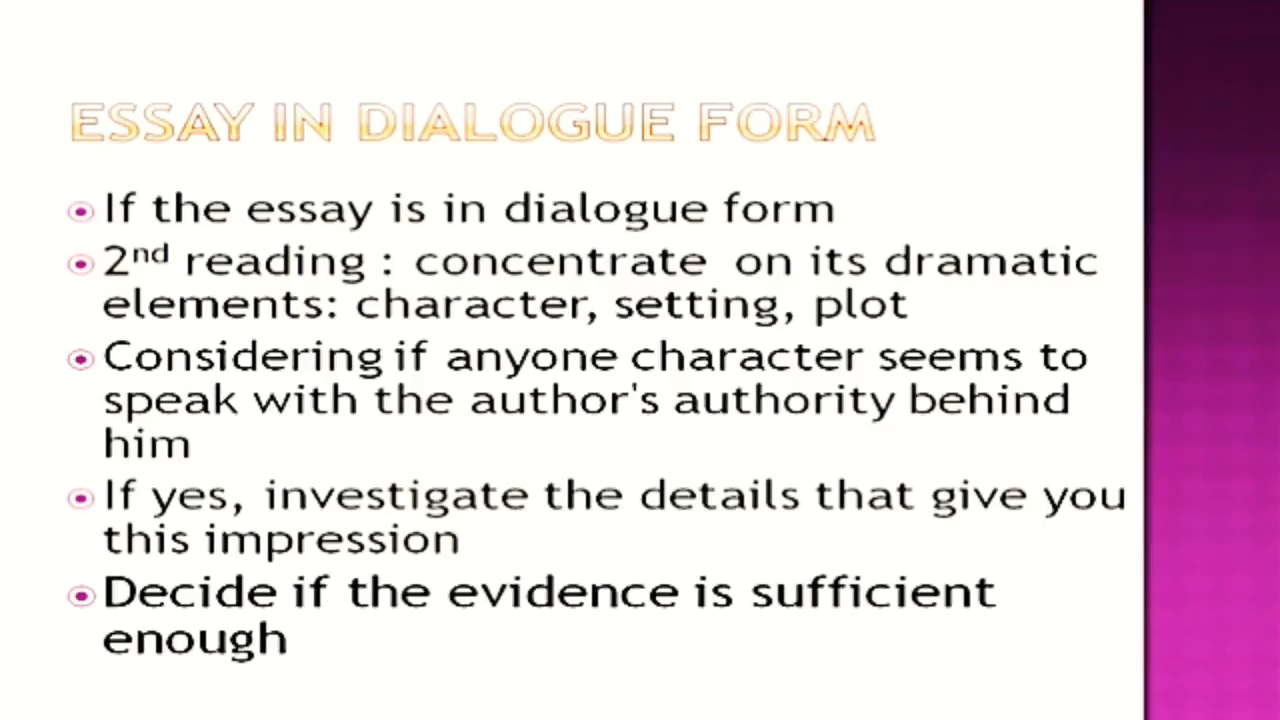 ESSAY IN DIALOGUE FORM
If the essay is in dialogue form
2nd reading : concentrate on its dramatic
elements: character, setting, plot
Considering if anyone character seems to
speak with the author's authority behind
him
If yes, investigate the details that give you
this impression
Decide if the evidence is sufficient
enough